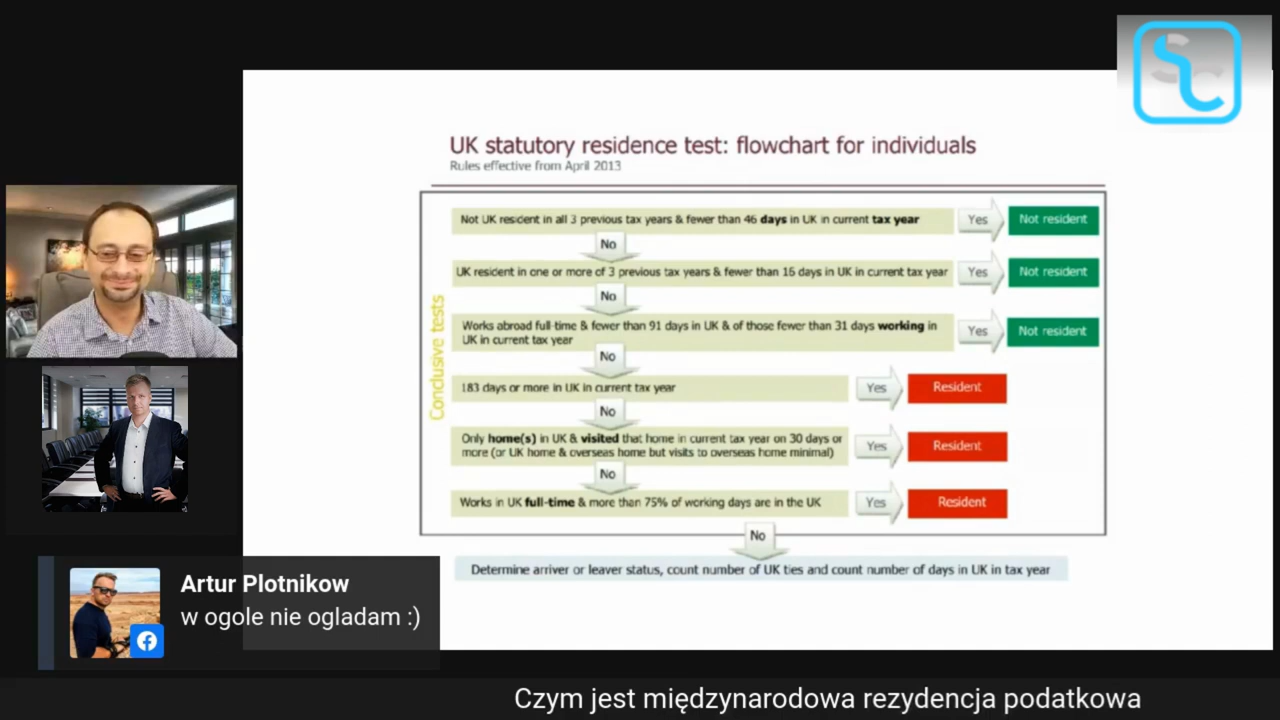 UK statutory residence test: flowchart for individuals
Rules effective from April 2013
Conclusive tests
Not UK resident in all 3 previous tax years & fewer than 46 days in UK in current tax year
Yes
Not resident
No
UK resident in one or more of 3 previous tax years & fewer than 16 days in UK in current tax year
Yes
Not resident
No
Works abroad full-time & fewer than 91 days in UK & of those fewer than 31 days working in
UK in current tax year
Yes
Not resident
No
183 days or more in UK in current tax year
Yes
Resident
No
Only home(s) in UK & visited that home in current tax year on 30 days or
more (or UK home & overseas home but visits to overseas home minimal)
Yes
Resident
No
Works in UK full-time & more than 75% of working days are in the UK
Yes
Resident
No
Determine arriver or leaver status, count number of UK ties and count number of days in UK in tax year
Artur Plotnikow
w ogole nie ogladam :)
Czym jest międzynarodowa rezydencja podatkowa